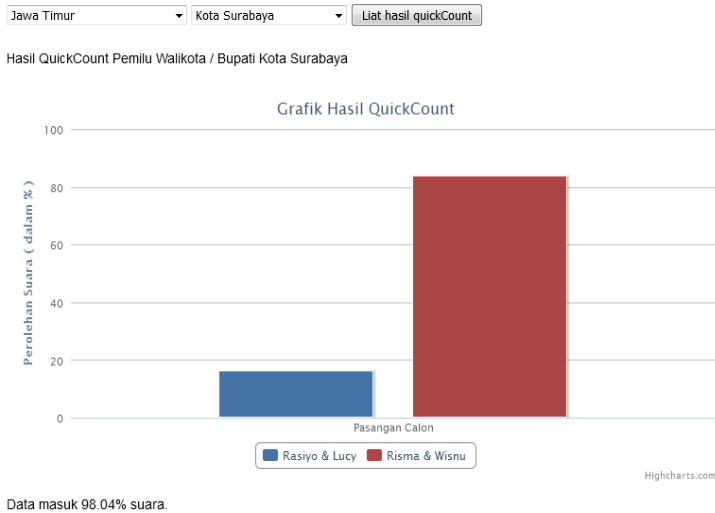 Jawa Timur Kota Surabaya Liat hasil quickCount
Hasil QuickCount Pemilu Walikota / Bupati Kota Surabaya
Grafik Hasil QuickCount
Perolehan Suara ( dalam % )
100
80
60
40
20
0
Pasangan Calon
Rasiyo & Lucy Risma & Wisnu
Highcharts.com
Data masuk 98.04% suara.